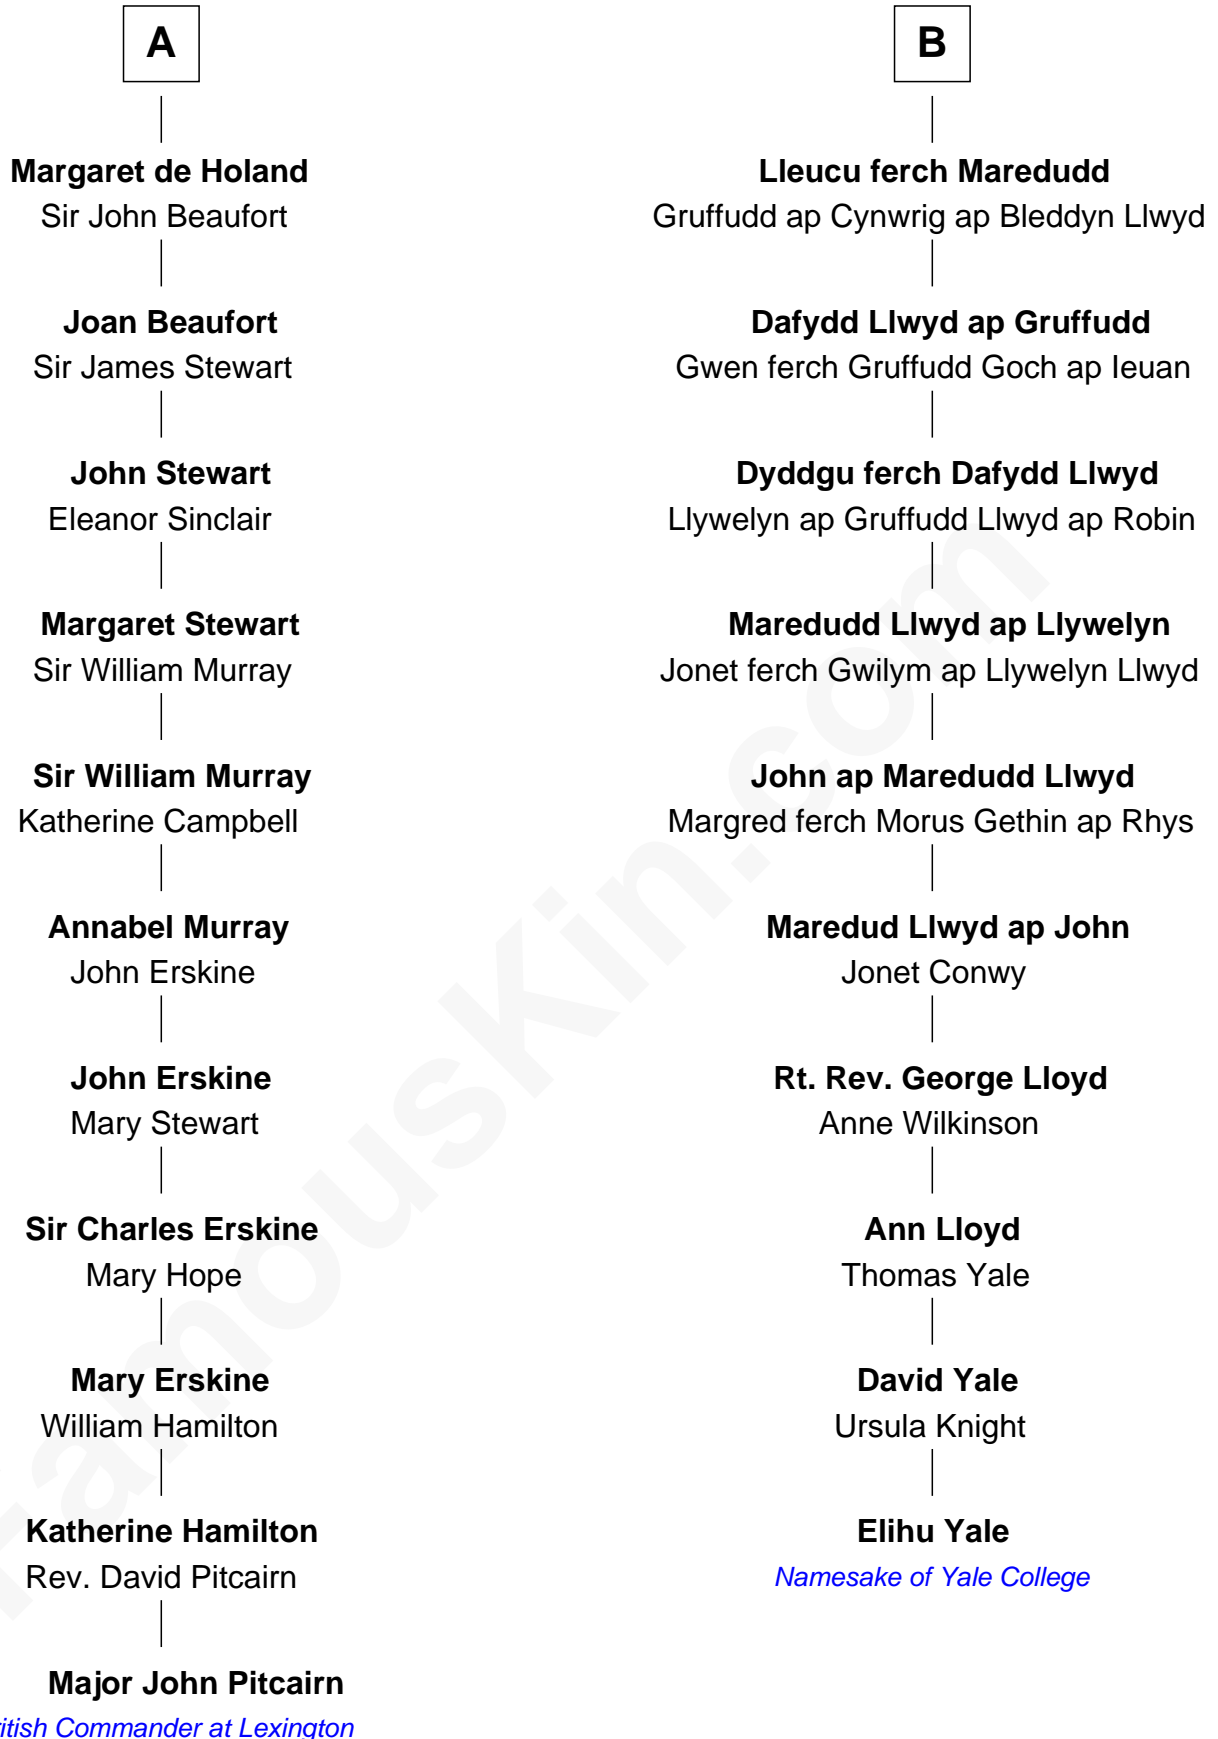 A
Margaret de Holand
Sir John Beaufort
Joan Beaufort
Sir James Stewart
John Stewart
Eleanor Sinclair
Margaret Stewart
Sir William Murray
Sir William Murray
Katherine Campbell
Annabel Murray
John Erskine
John Erskine
Mary Stewart
Sir Charles Erskine
Mary Hope
Mary Erskine
William Hamilton
Katherine Hamilton
Rev. David Pitcairn
Major John Pitcairn
itish Commander at Lexington
B
Lleucu ferch Maredudd
Gruffudd ap Cynwrig ap Bleddyn Llwyd
Dafydd Llwyd ap Gruffudd
Gwen ferch Gruffudd Goch ap Ieuan
Dyddgu ferch Dafydd Llwyd
Llywelyn ap Gruffudd Llwyd ap Robin
Maredudd Llwyd ap Llywelyn
Jonet ferch Gwilym ap Llywelyn Llwyd
John ap Maredudd Llwyd
Margred ferch Morus Gethin ap Rhys
Maredud Llwyd ap John
Jonet Conwy
Rt. Rev. George Lloyd
Anne Wilkinson
Ann Lloyd
Thomas Yale
David Yale
Ursula Knight
Elihu Yale
Namesake of Yale College
FamousKin.com